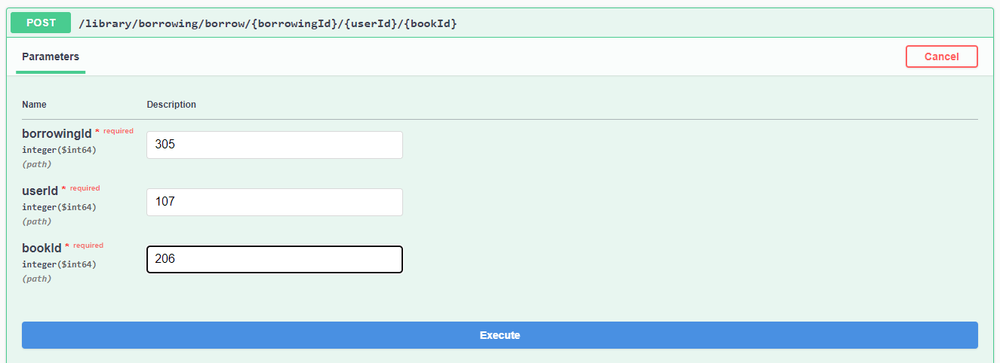 POST /library/borrowing/borrow/{borrowingId}/{userId}/{bookId}
Parameters Cancel
Name Description
borrowingId * required
integer($int64)
(path)
305
userId * required
integer($int64)
(path)
107
bookId * required
integer($int64)
(path)
206
Execute